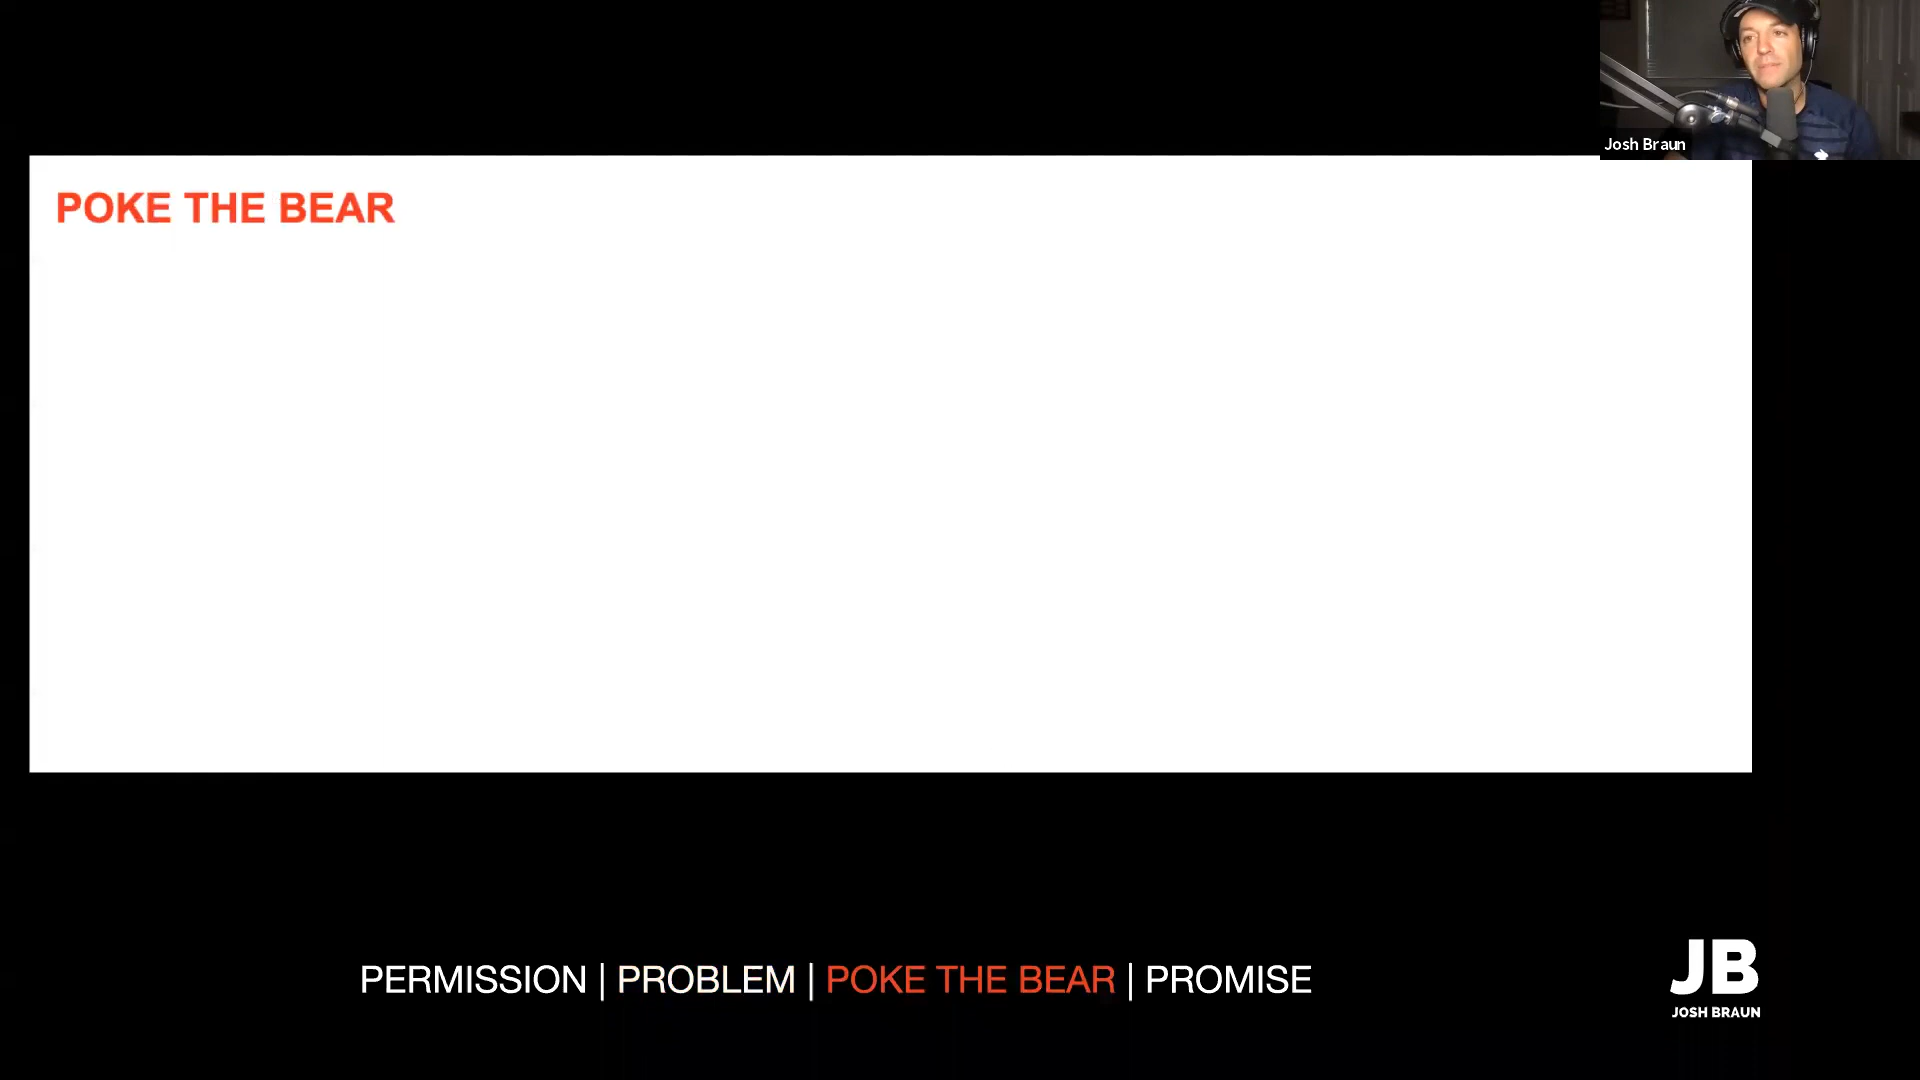 Josh Braun
POKE THE BEAR
PERMISSION | PROBLEM | POKE THE BEAR | PROMISE
JB
JOSH BRAUN